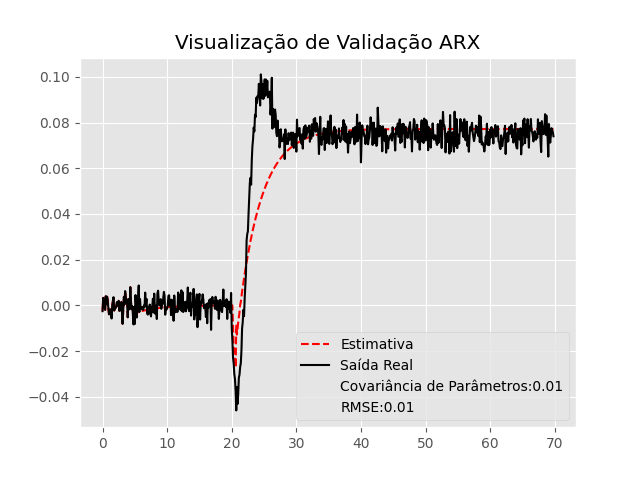 Visualização de Validação ARX
0.10
0.08
0.06
0.04
0.02
0.00
−0.02
−0.04
0 10 20 30 40 50 60 70
Estimativa
Saída Real
Covariância de Parâmetros:0.01
RMSE:0.01